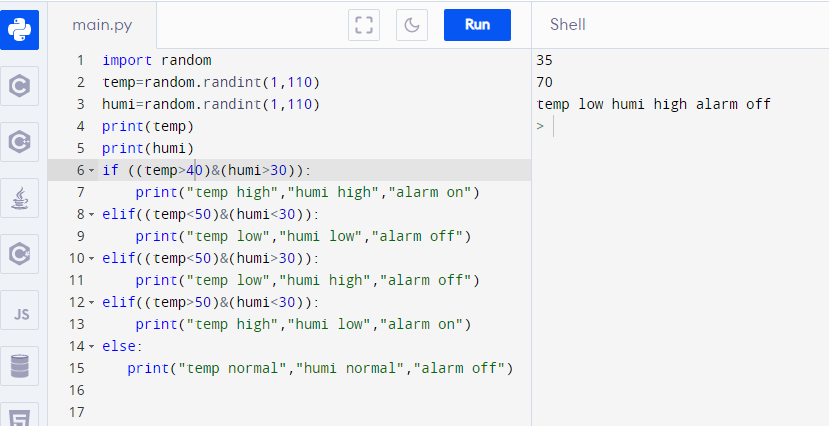 main.py
Run
Shell
1 import random
2 temp=random.randint(1,110)
3 humi=random.randint(1,110)
4 print(temp)
5 print(humi)
6 if ((temp>40)&(humi>30)):
7 print("temp high","humi high","alarm on")
8 elif((temp<50)&(humi<30)):
9 print("temp low","humi low","alarm off")
10 elif((temp<50)&(humi>30)):
11 print("temp low","humi high","alarm off")
12 elif((temp>50)&(humi<30)):
13 print("temp high","humi low","alarm on")
14 else:
15 print("temp normal","humi normal","alarm off")
16
17
35
70
temp low humi high alarm off
>
C
C
C
JS
5